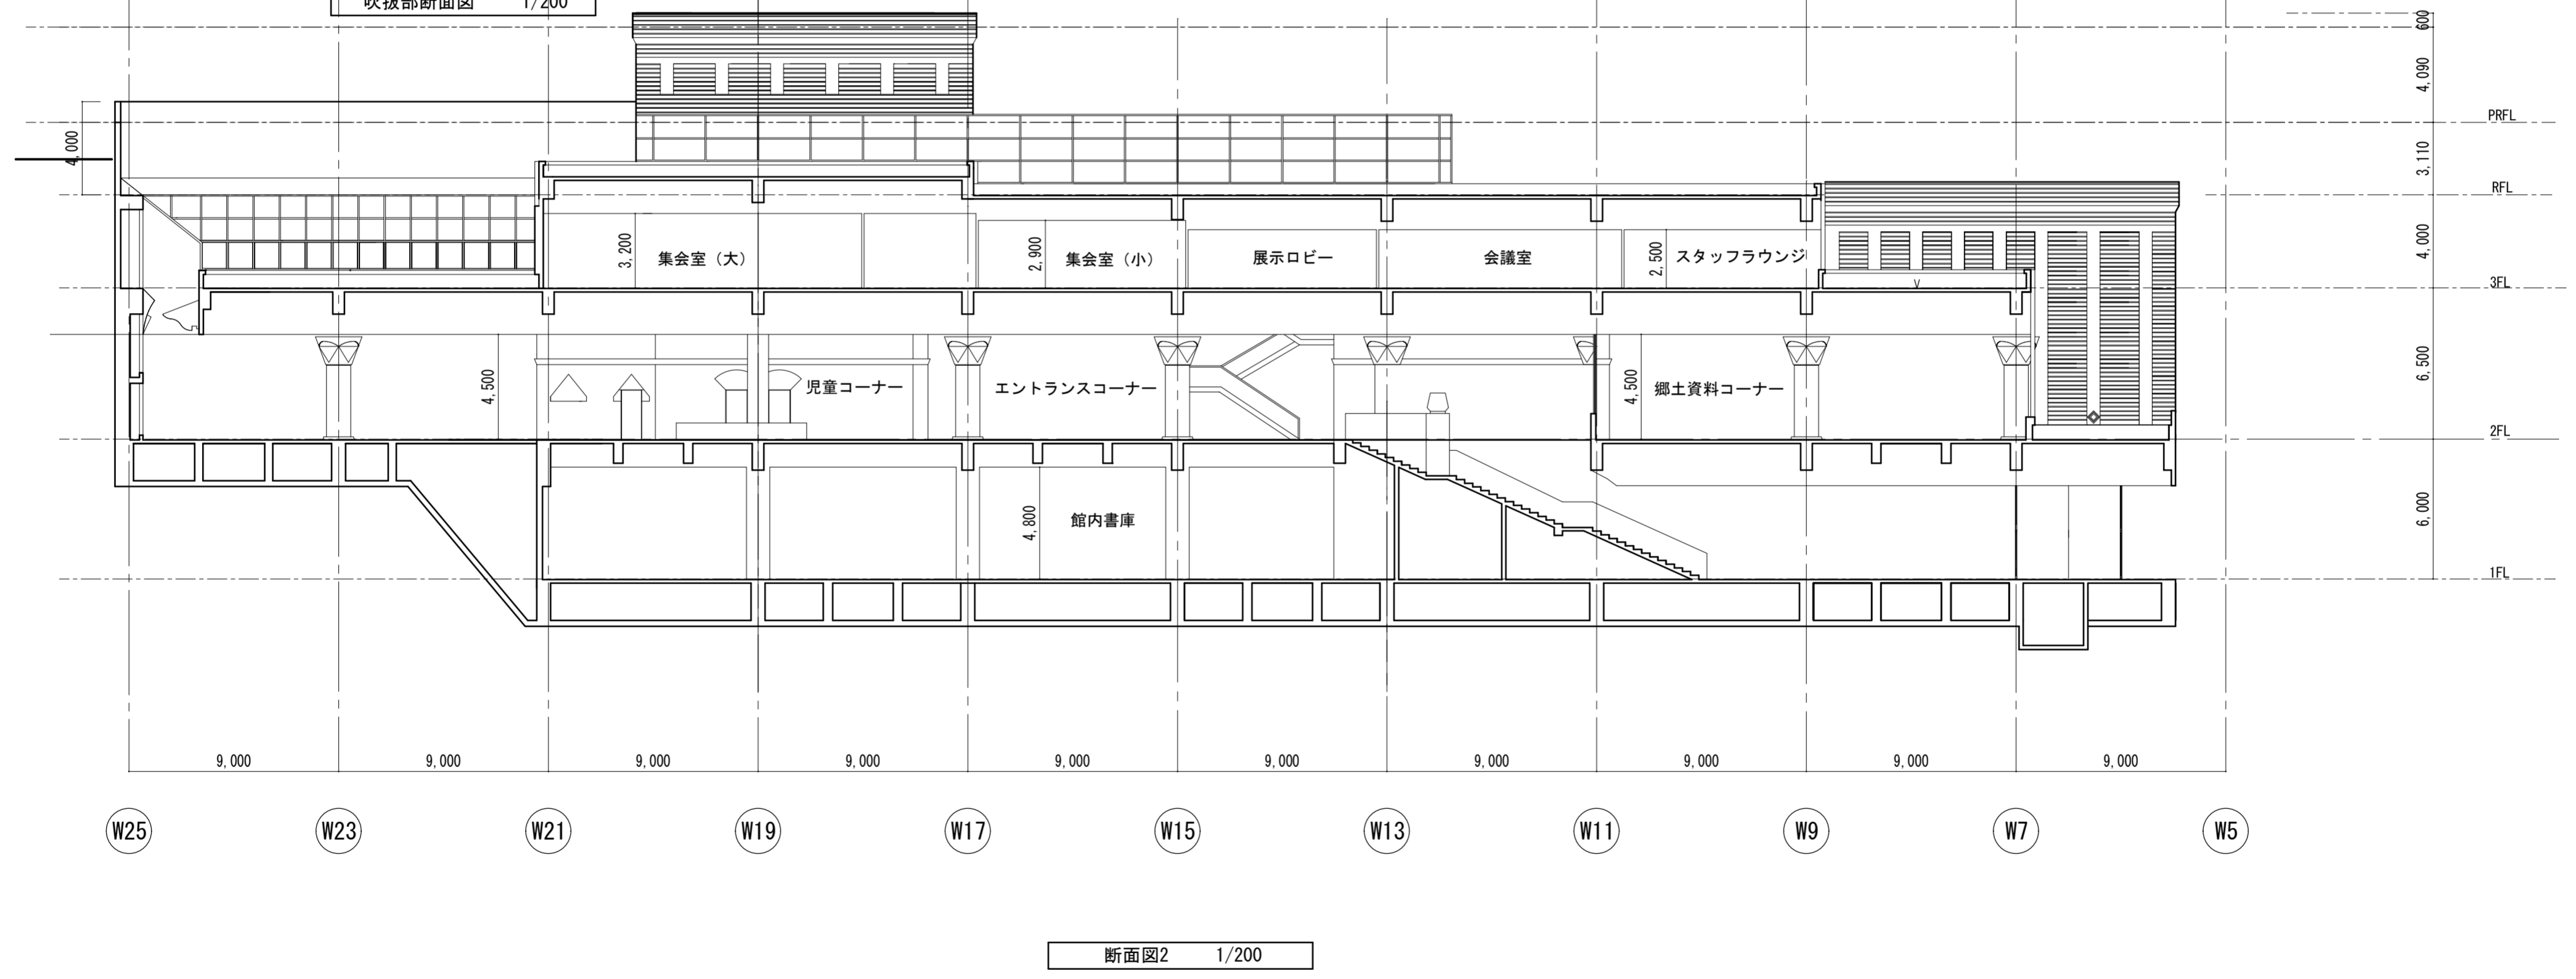 吹抜部断面図 1/200
600
4,090
PRFL
4,000
3,110
RFL
3,200
集会室（大）
2,900
集会室（小）
展示ロビー
会議室
2,500
スタッフラウンジ
4,000
V
3FL
4,500
児童コーナー
エントランスコーナー
4,500
郷土資料コーナー
6,500
2FL
4,800
館内書庫
6,000
1FL
9,000 9,000 9,000 9,000 9,000 9,000 9,000 9,000 9,000 9,000
W25 W23 W21 W19 W17 W15 W13 W11 W9 W7 W5
断面図2 1/200